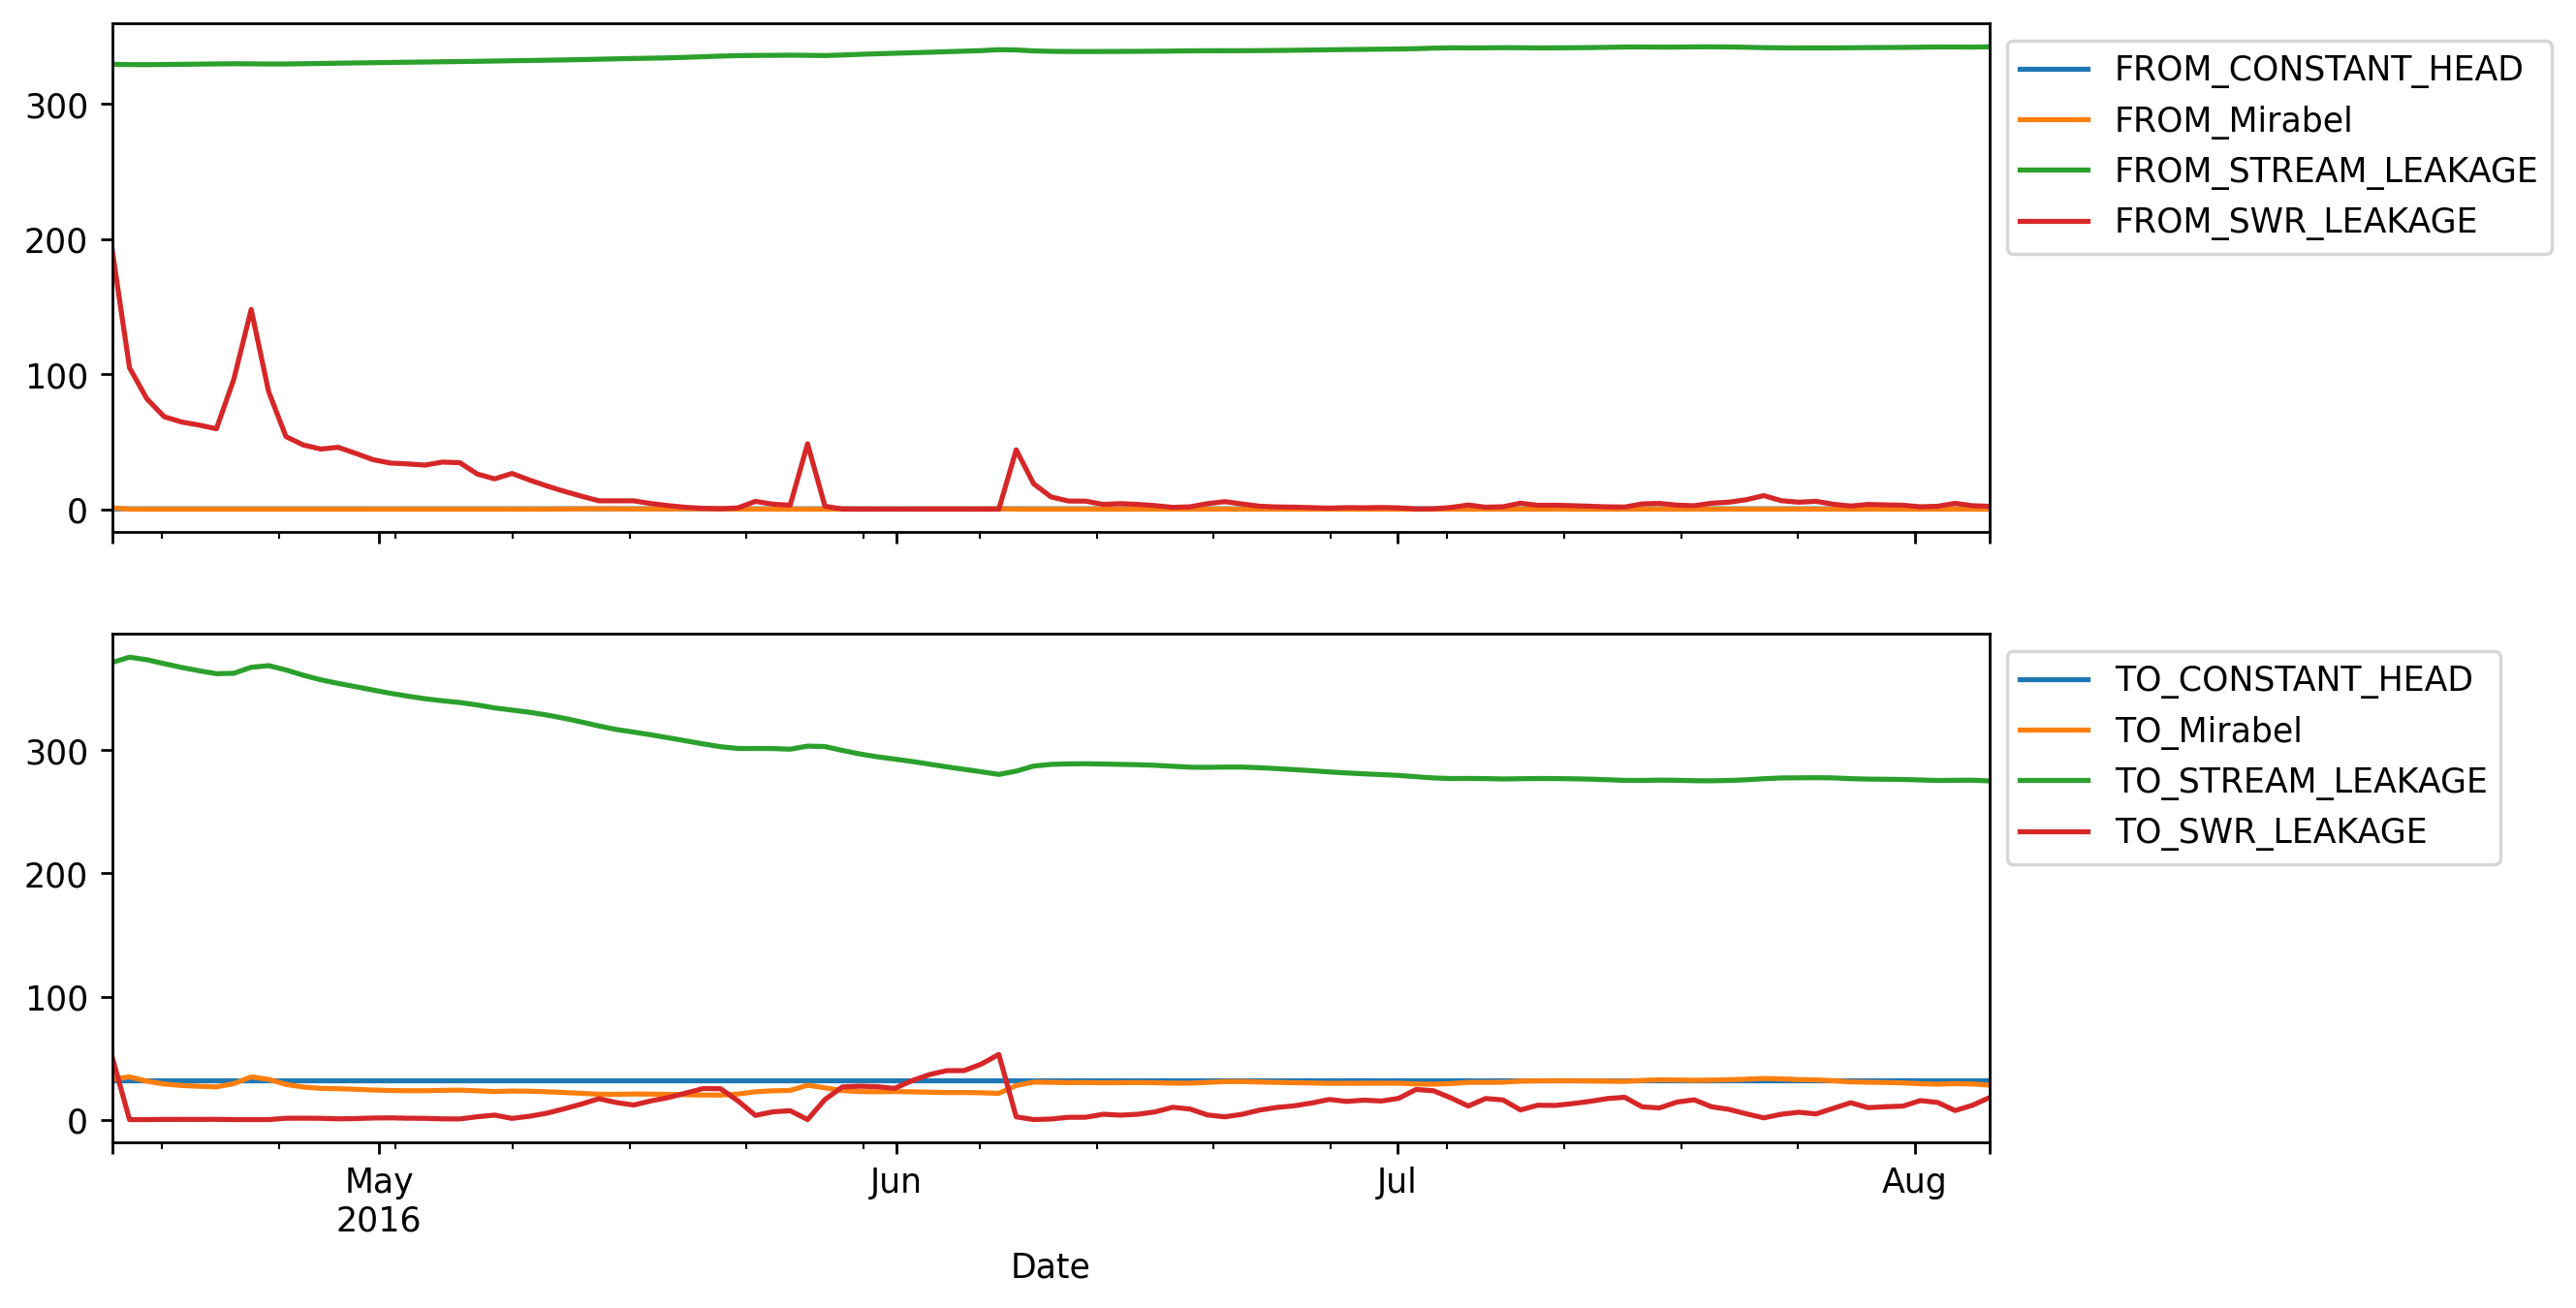 300
200
100
0
FROM_CONSTANT_HEAD
FROM_Mirabel
FROM_STREAM_LEAKAGE
FROM_SWR_LEAKAGE
300
200
100
0
TO_CONSTANT_HEAD
TO_Mirabel
TO_STREAM_LEAKAGE
TO_SWR_LEAKAGE
May Jun Jul Aug
2016
Date